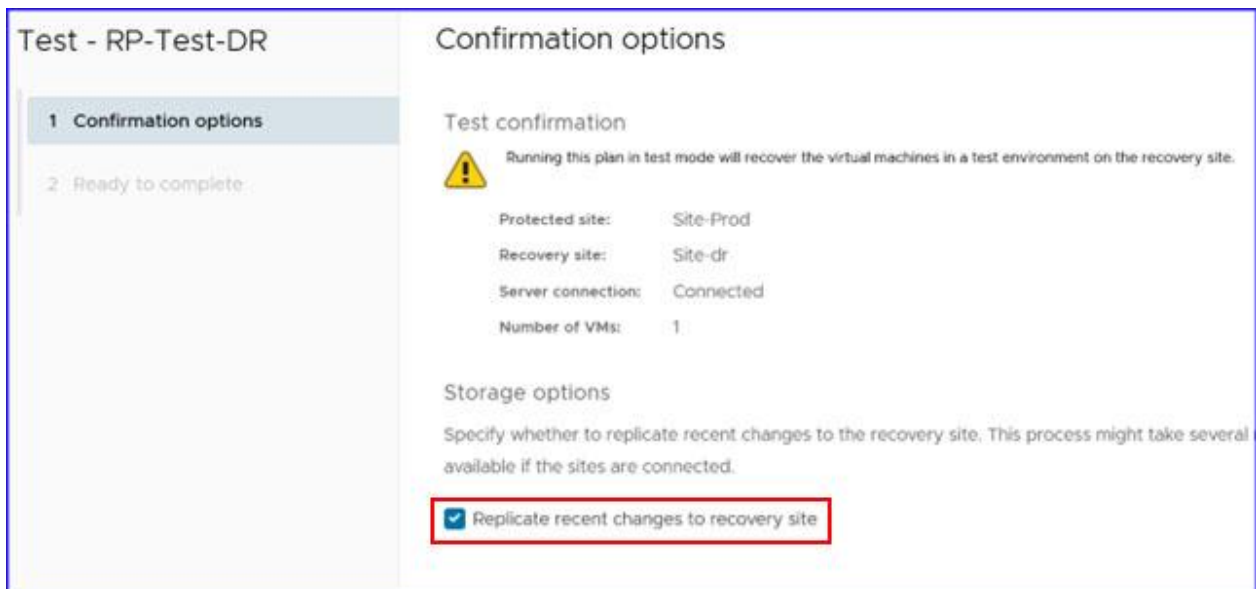 Test - RP-Test-DR
1 Confirmation options
2 Ready to complete
Confirmation options
Test confirmation
Running this plan in test mode will recover the virtual machines in a test environment on the recovery site.
Protected site: Site-Prod
Recovery site: Site-dr
Server connection: Connected
Number of VMs: 1
Storage options
Specify whether to replicate recent changes to the recovery site. This process might take several
available if the sites are connected.
Replicate recent changes to recovery site